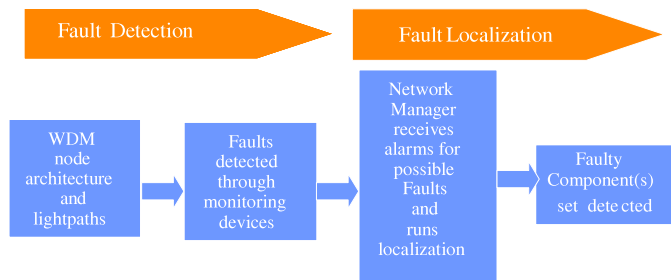 Fault Detection
Fault Localization
WDM
node
architecture
and
lightpaths
Faults
detected
through
monitoring
devices
Network
Manager
receives
alarms for
possible
Faults
and
runs
localization
Faulty
Component(s)
set detected